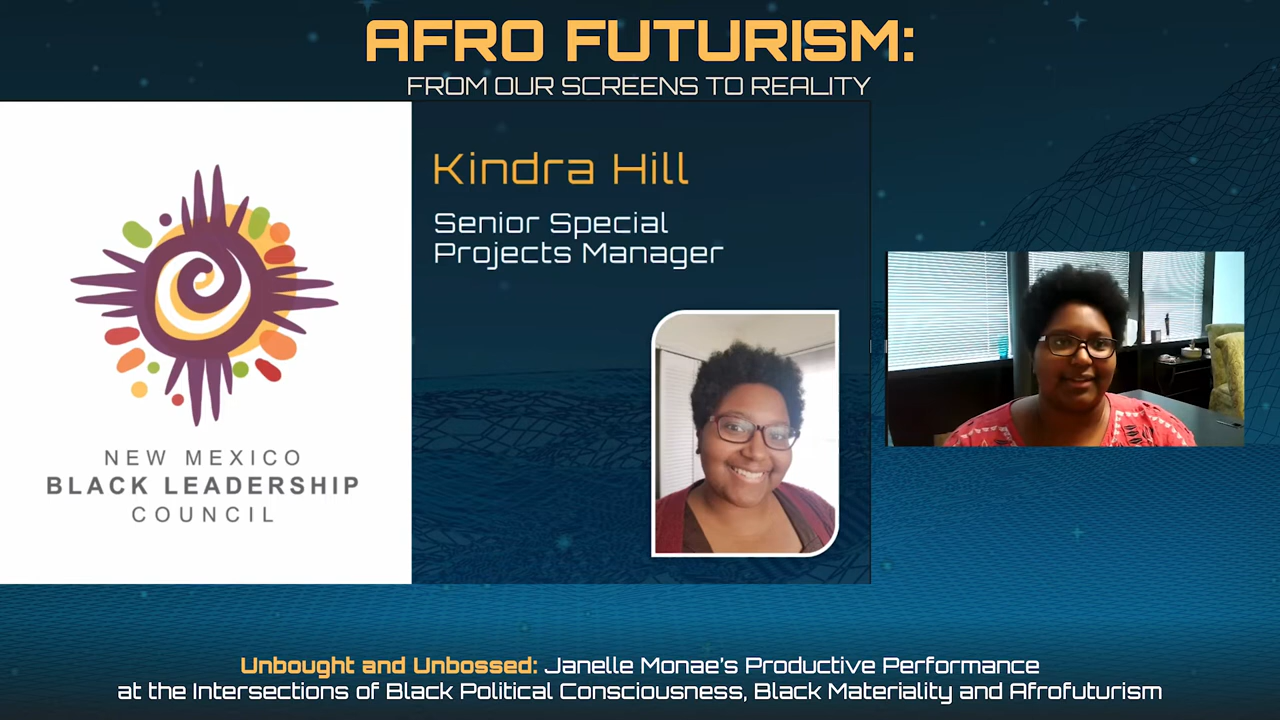 AFRO FUTURISM:
FROM OUR SCREENS TO REALITY
NEW MEXICO
BLACK LEADERSHIP
COUNCIL
Kindra Hill
Senior Special
Projects Manager
Unbought and Unbossed: Janelle Monae's Productive Performance
at the Intersections of Black Political Consciousness, Black Materiality and Afrofuturism